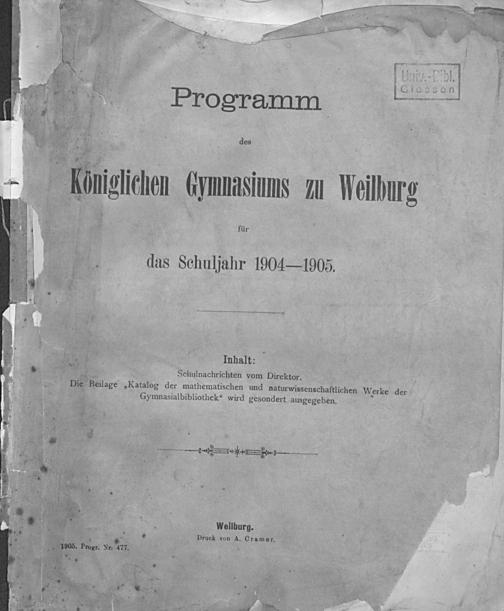 Univ.-Bibl.
Giessen
Programm
des
Königlichen Gymnasiums zu Weilburg
für
das Schuljahr 1904—1905.
Inhalt:
Schulnachrichten vom Direktor.
Die Beilage „Katalog der mathematischen und naturwissenschaftlichen Werke der
Gymnasialbibliothek“ wird gesondert ausgegeben.
Weilburg.
Druck von A. Cramer.
1905. Progr. Nr. 477.